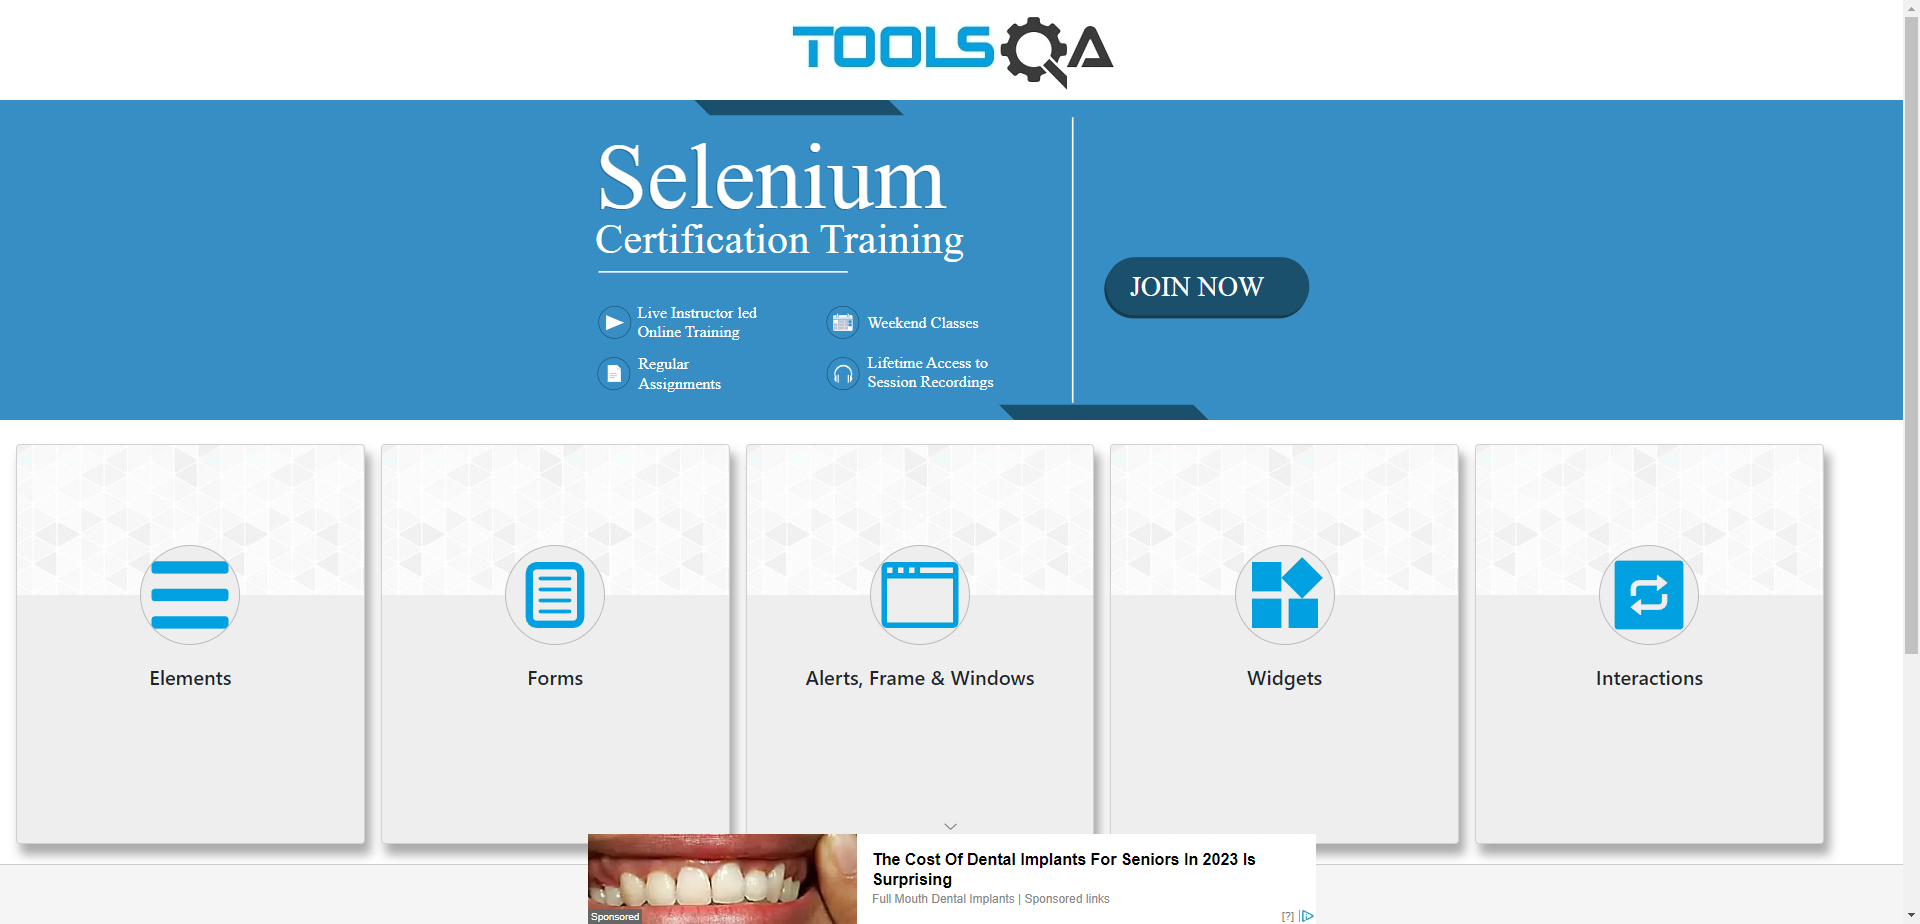 TOOLSQA
Selenium
Certification Training
Live Instructor led
Online Training
Weekend Classes
Regular
Assignments
Lifetime Access to
Session Recordings
JOIN NOW
Elements
Forms
Alerts, Frame & Windows
Widgets
Interactions
The Cost Of Dental Implants For Seniors In 2023 Is
Surprising
Full Mouth Dental Implants | Sponsored links
Sponsored
[?]